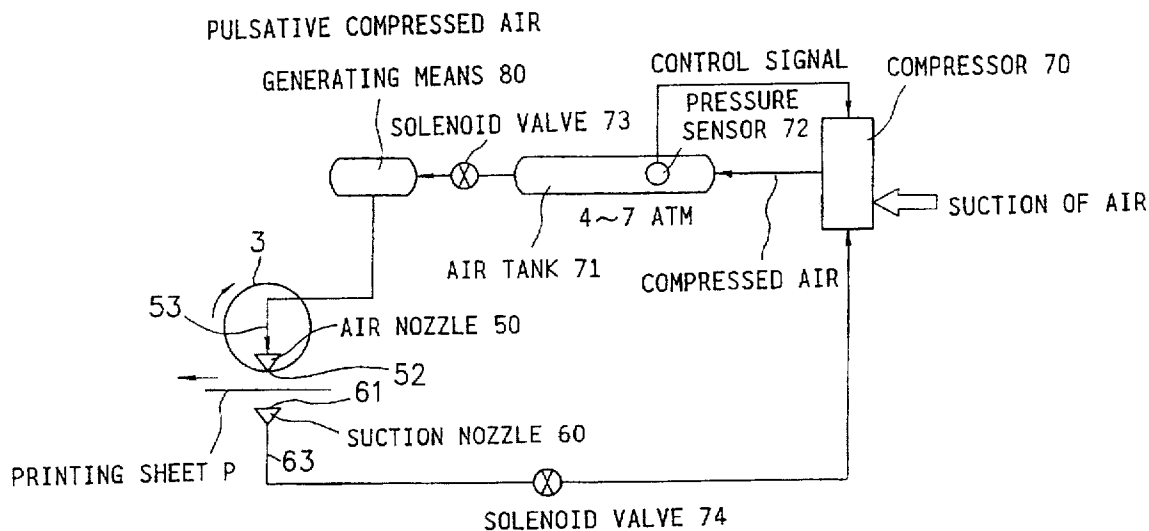 PULSATIVE COMPRESSED AIR
GENERATING MEANS 80
CONTROL SIGNAL
COMPRESSOR 70
SOLENOID VALVE 73
PRESSURE
SENSOR 72
4~7 ATM
SUCTION OF AIR
AIR TANK 71
COMPRESSED AIR
3
53
AIR NOZZLE 50
52
61
SUCTION NOZZLE 60
PRINTING SHEET P
63
SOLENOID VALVE 74